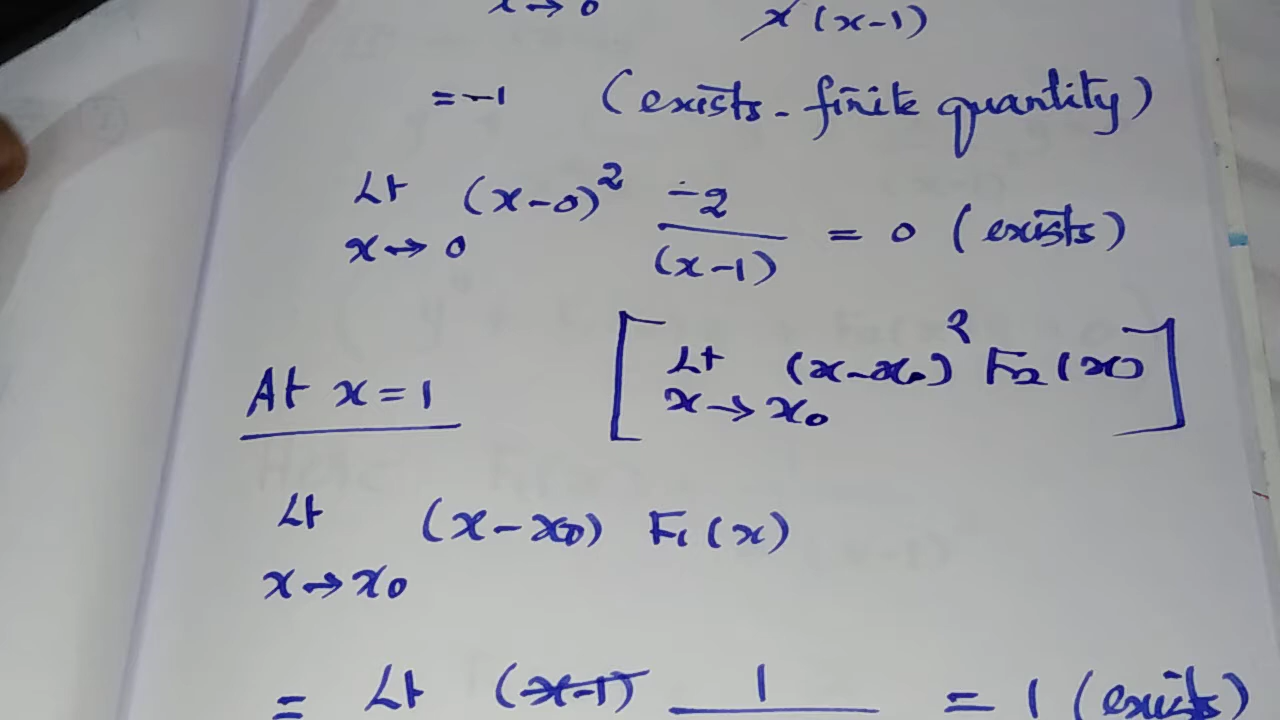 x→0 x(x-1)
=-1 (exists - finite quantity)
Lt x→0 (x-0)² -2/(x-1) = 0 (exists)
At x=1 [Lt x→x₀ (x-x₀)² F₂(x)]
Lt x→x₀ (x-x₀) F₁(x)
= Lt (x-1) 1 = 1 (exists)